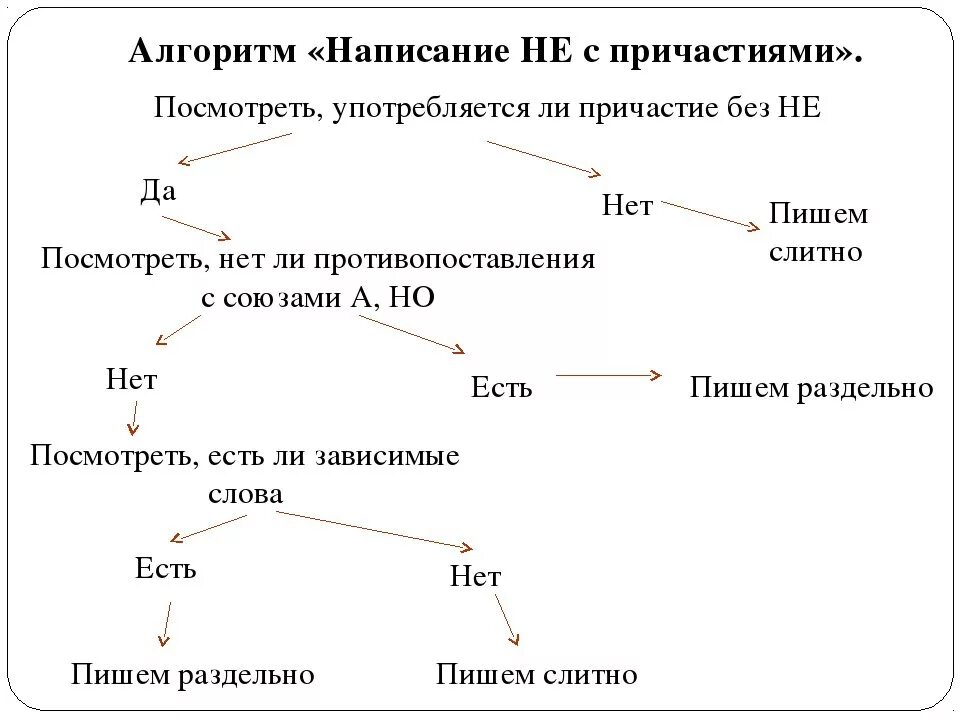 Алгоритм «Написание НЕ с причастиями».
Посмотреть, употребляется ли причастие без НЕ
Да
Нет
Пишем
слитно
Посмотреть, нет ли противопоставления
с союзами А, НО
Нет
Есть
Пишем раздельно
Посмотреть, есть ли зависимые
слова
Есть
Нет
Пишем раздельно
Пишем слитно